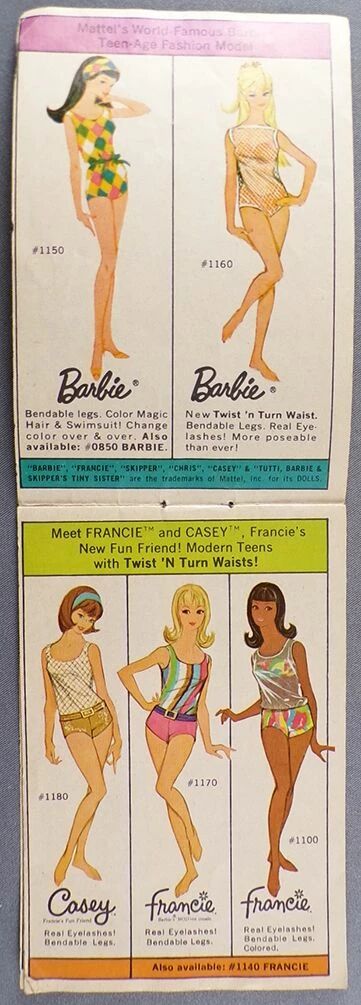 Mattel's World-Famous Barbie
Teen-Age Fashion Model
#1150
#1160
Barbie®
Barbie®
Bendable legs. Color Magic
Hair & Swimsuit! Change
color over & over. Also
available: #0850 BARBIE.
New Twist 'n Turn Waist.
Bendable Legs. Real Eye-
lashes! More poseable
than ever!
"BARBIE", "FRANCIE", "SKIPPER", "CHRIS", "CASEY" & "TUTTI, BARBIE &
SKIPPER'S TINY SISTER" are the trademarks of Mattel, Inc. for its DOLLS.
Meet FRANCIE™ and CASEY™, Francie's
New Fun Friend! Modern Teens
with Twist 'N Turn Waists!
#1180
#1170
#1100
Casey
Francie's Fun Friend
Real Eyelashes!
Bendable Legs.
Francie
Barbie's MODern cousin
Real Eyelashes!
Bendable Legs.
Francie
Real Eyelashes!
Bendable Legs.
Colored.
Also available: #1140 FRANCIE